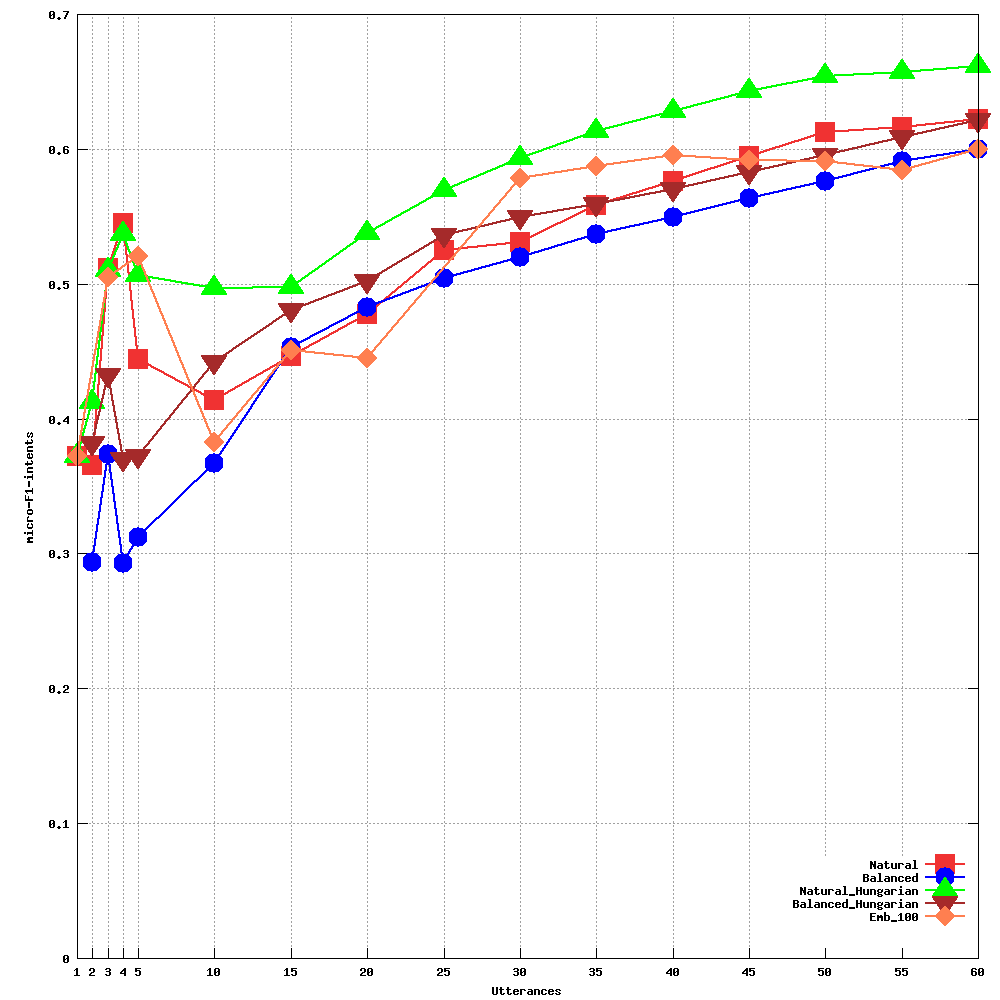 0.7
0.6
0.5
0.4
0.3
0.2
0.1
0
micro-F1-intents
1 2 3 4 5 10 15 20 25 30 35 40 45 50 55 60
Utterances
Natural
Balanced
Natural_Hungarian
Balanced_Hungarian
Emb_100